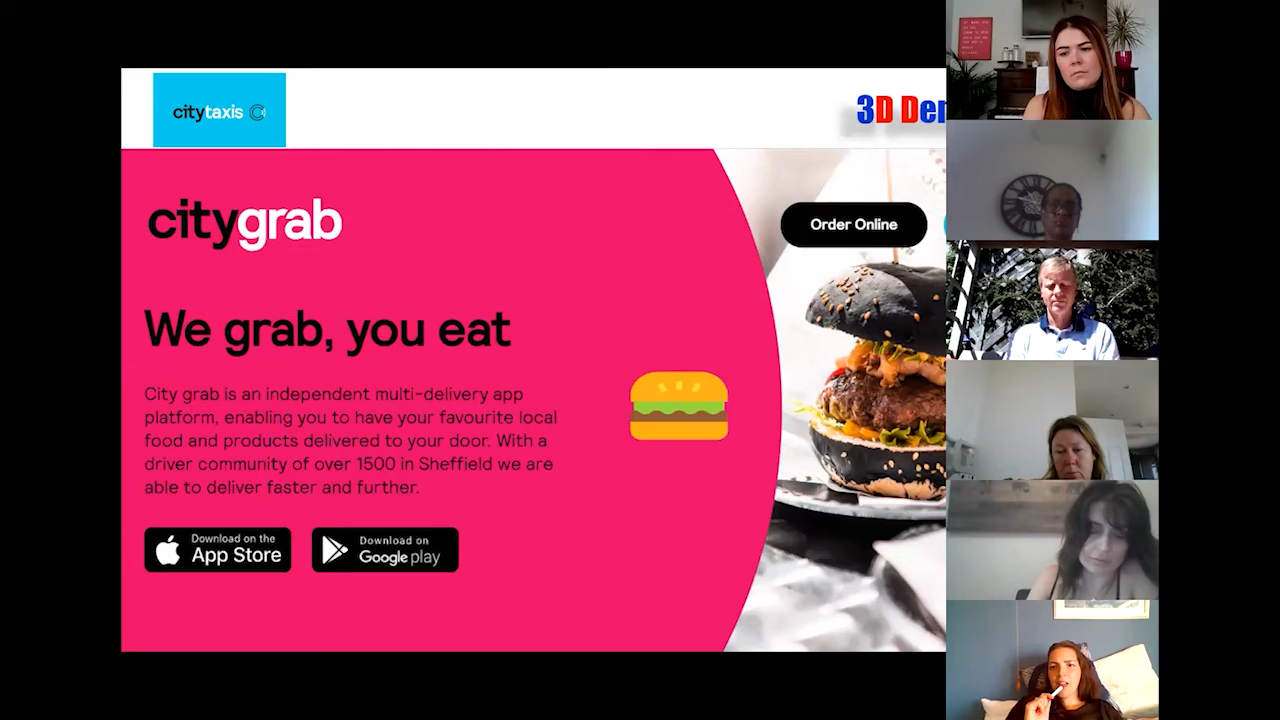 citytaxis
3D
citygrab
Order Online
We grab, you eat
City grab is an independent multi-delivery app
platform, enabling you to have your favourite local
food and products delivered to your door. With a
driver community of over 1500 in Sheffield we are
able to deliver faster and further.
Download on the
App Store
Download on
Google play